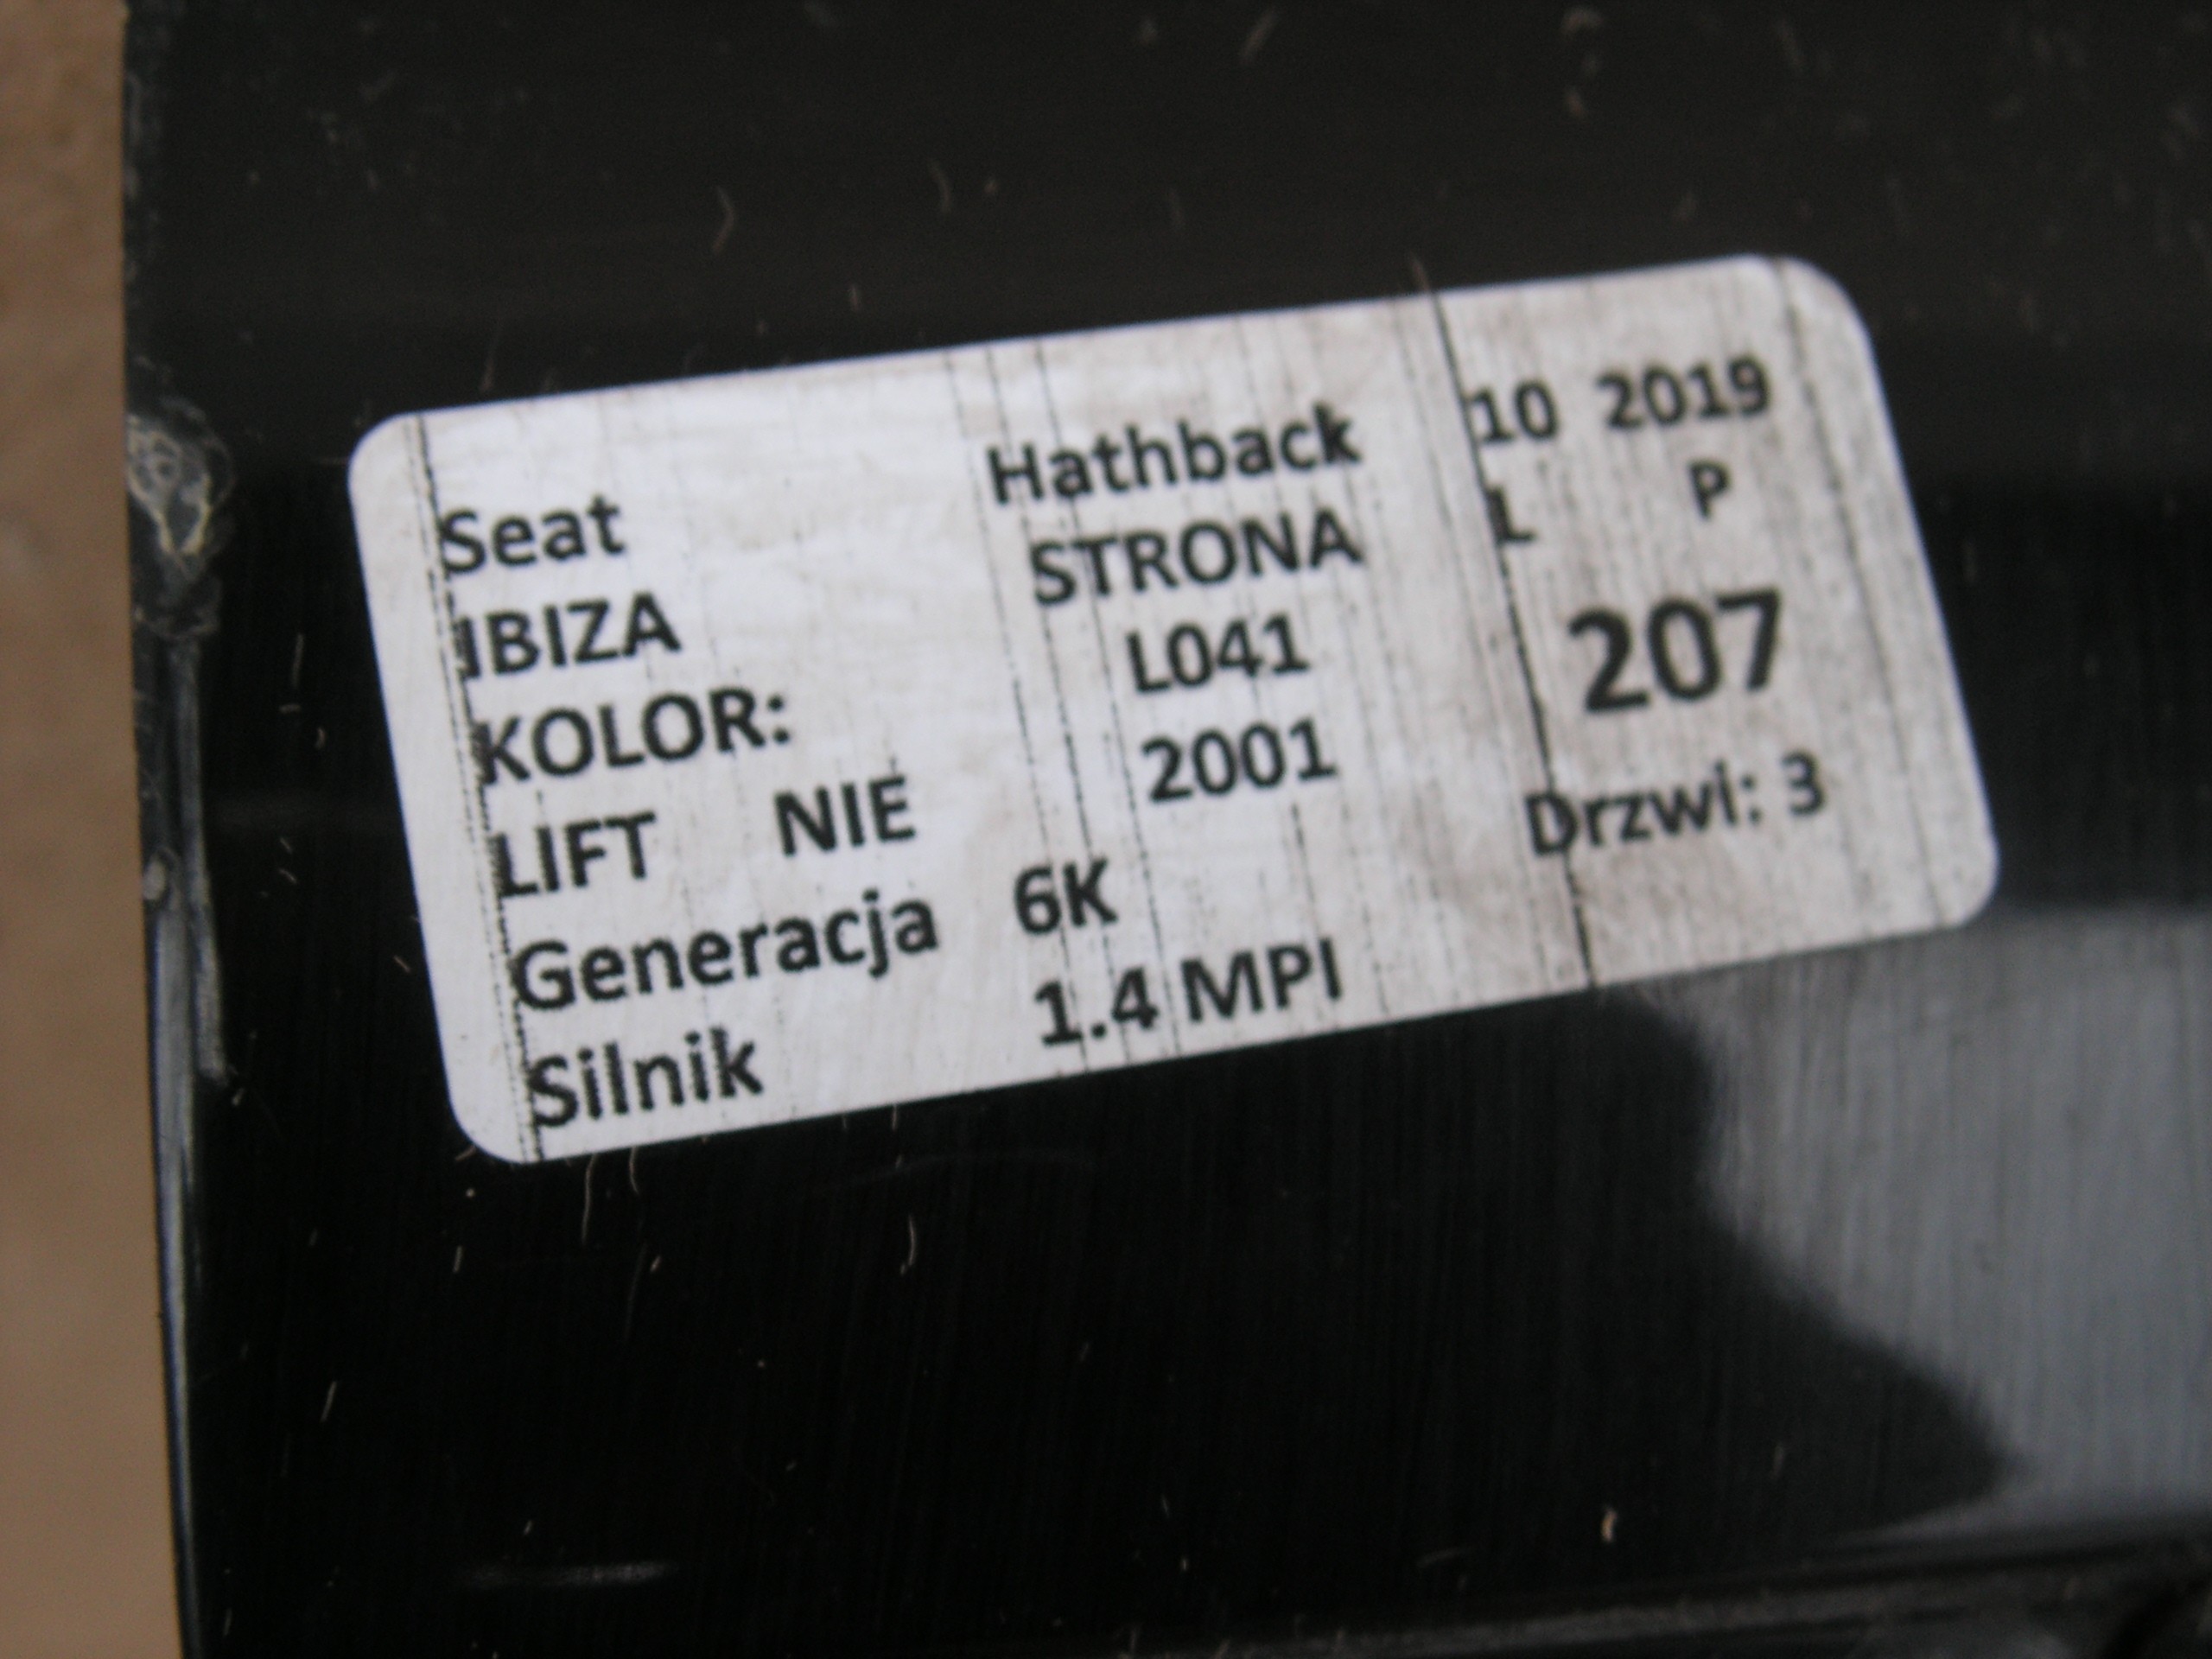 Seat Hathback 10 2019
IBIZA STRONA L P
KOLOR: L041 207
LIFT NIE 2001
Generacja 6K Drzwi: 3
Silnik 1.4 MPI